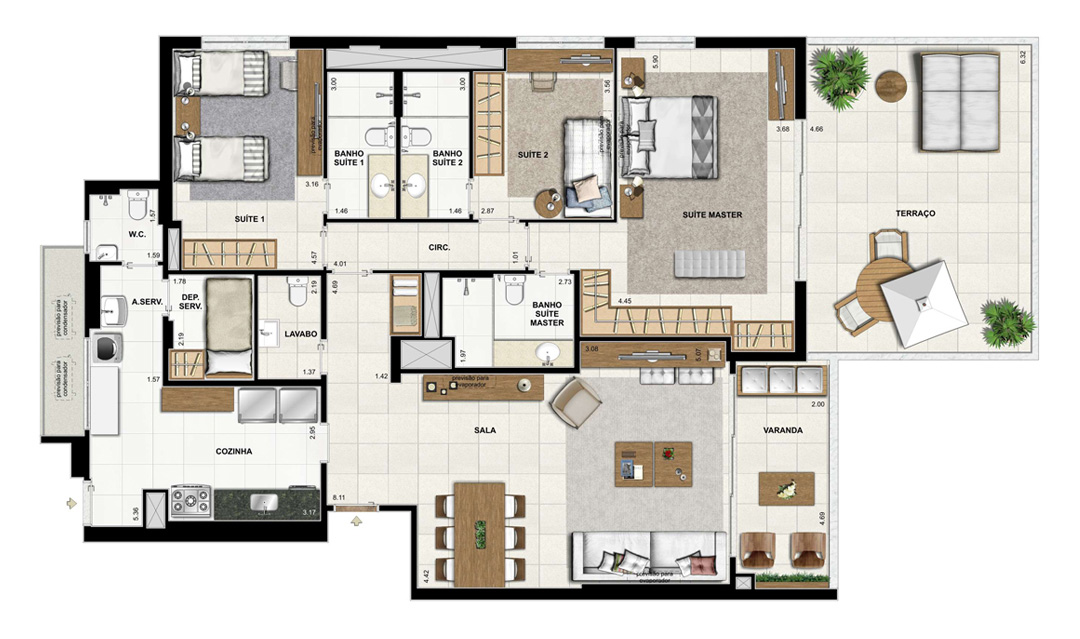 5.90
6.32
3.00
3.00
3.56
previsão para
evaporador
previsão para
evaporador
previsão para
evaporador
3.68
4.66
BANHO
SUÍTE 1
BANHO
SUÍTE 2
SUÍTE 2
3.16
1.46
1.46
2.87
SUÍTE 1
SUÍTE MASTER
TERRAÇO
1.57
W.C.
1.59
4.57
CIRC.
4.01
1.01
1.78
DEP.
SERV.
2.19
4.69
2.73
4.45
A.SERV.
previsão para
condensador
2.19
LAVABO
BANHO
SUÍTE
MASTER
1.97
3.08
5.07
previsão para
condensador
1.57
1.37
1.42
previsão para
evaporador
2.00
2.95
SALA
VARANDA
COZINHA
8.11
5.36
3.17
4.69
4.42
previsão para
evaporador